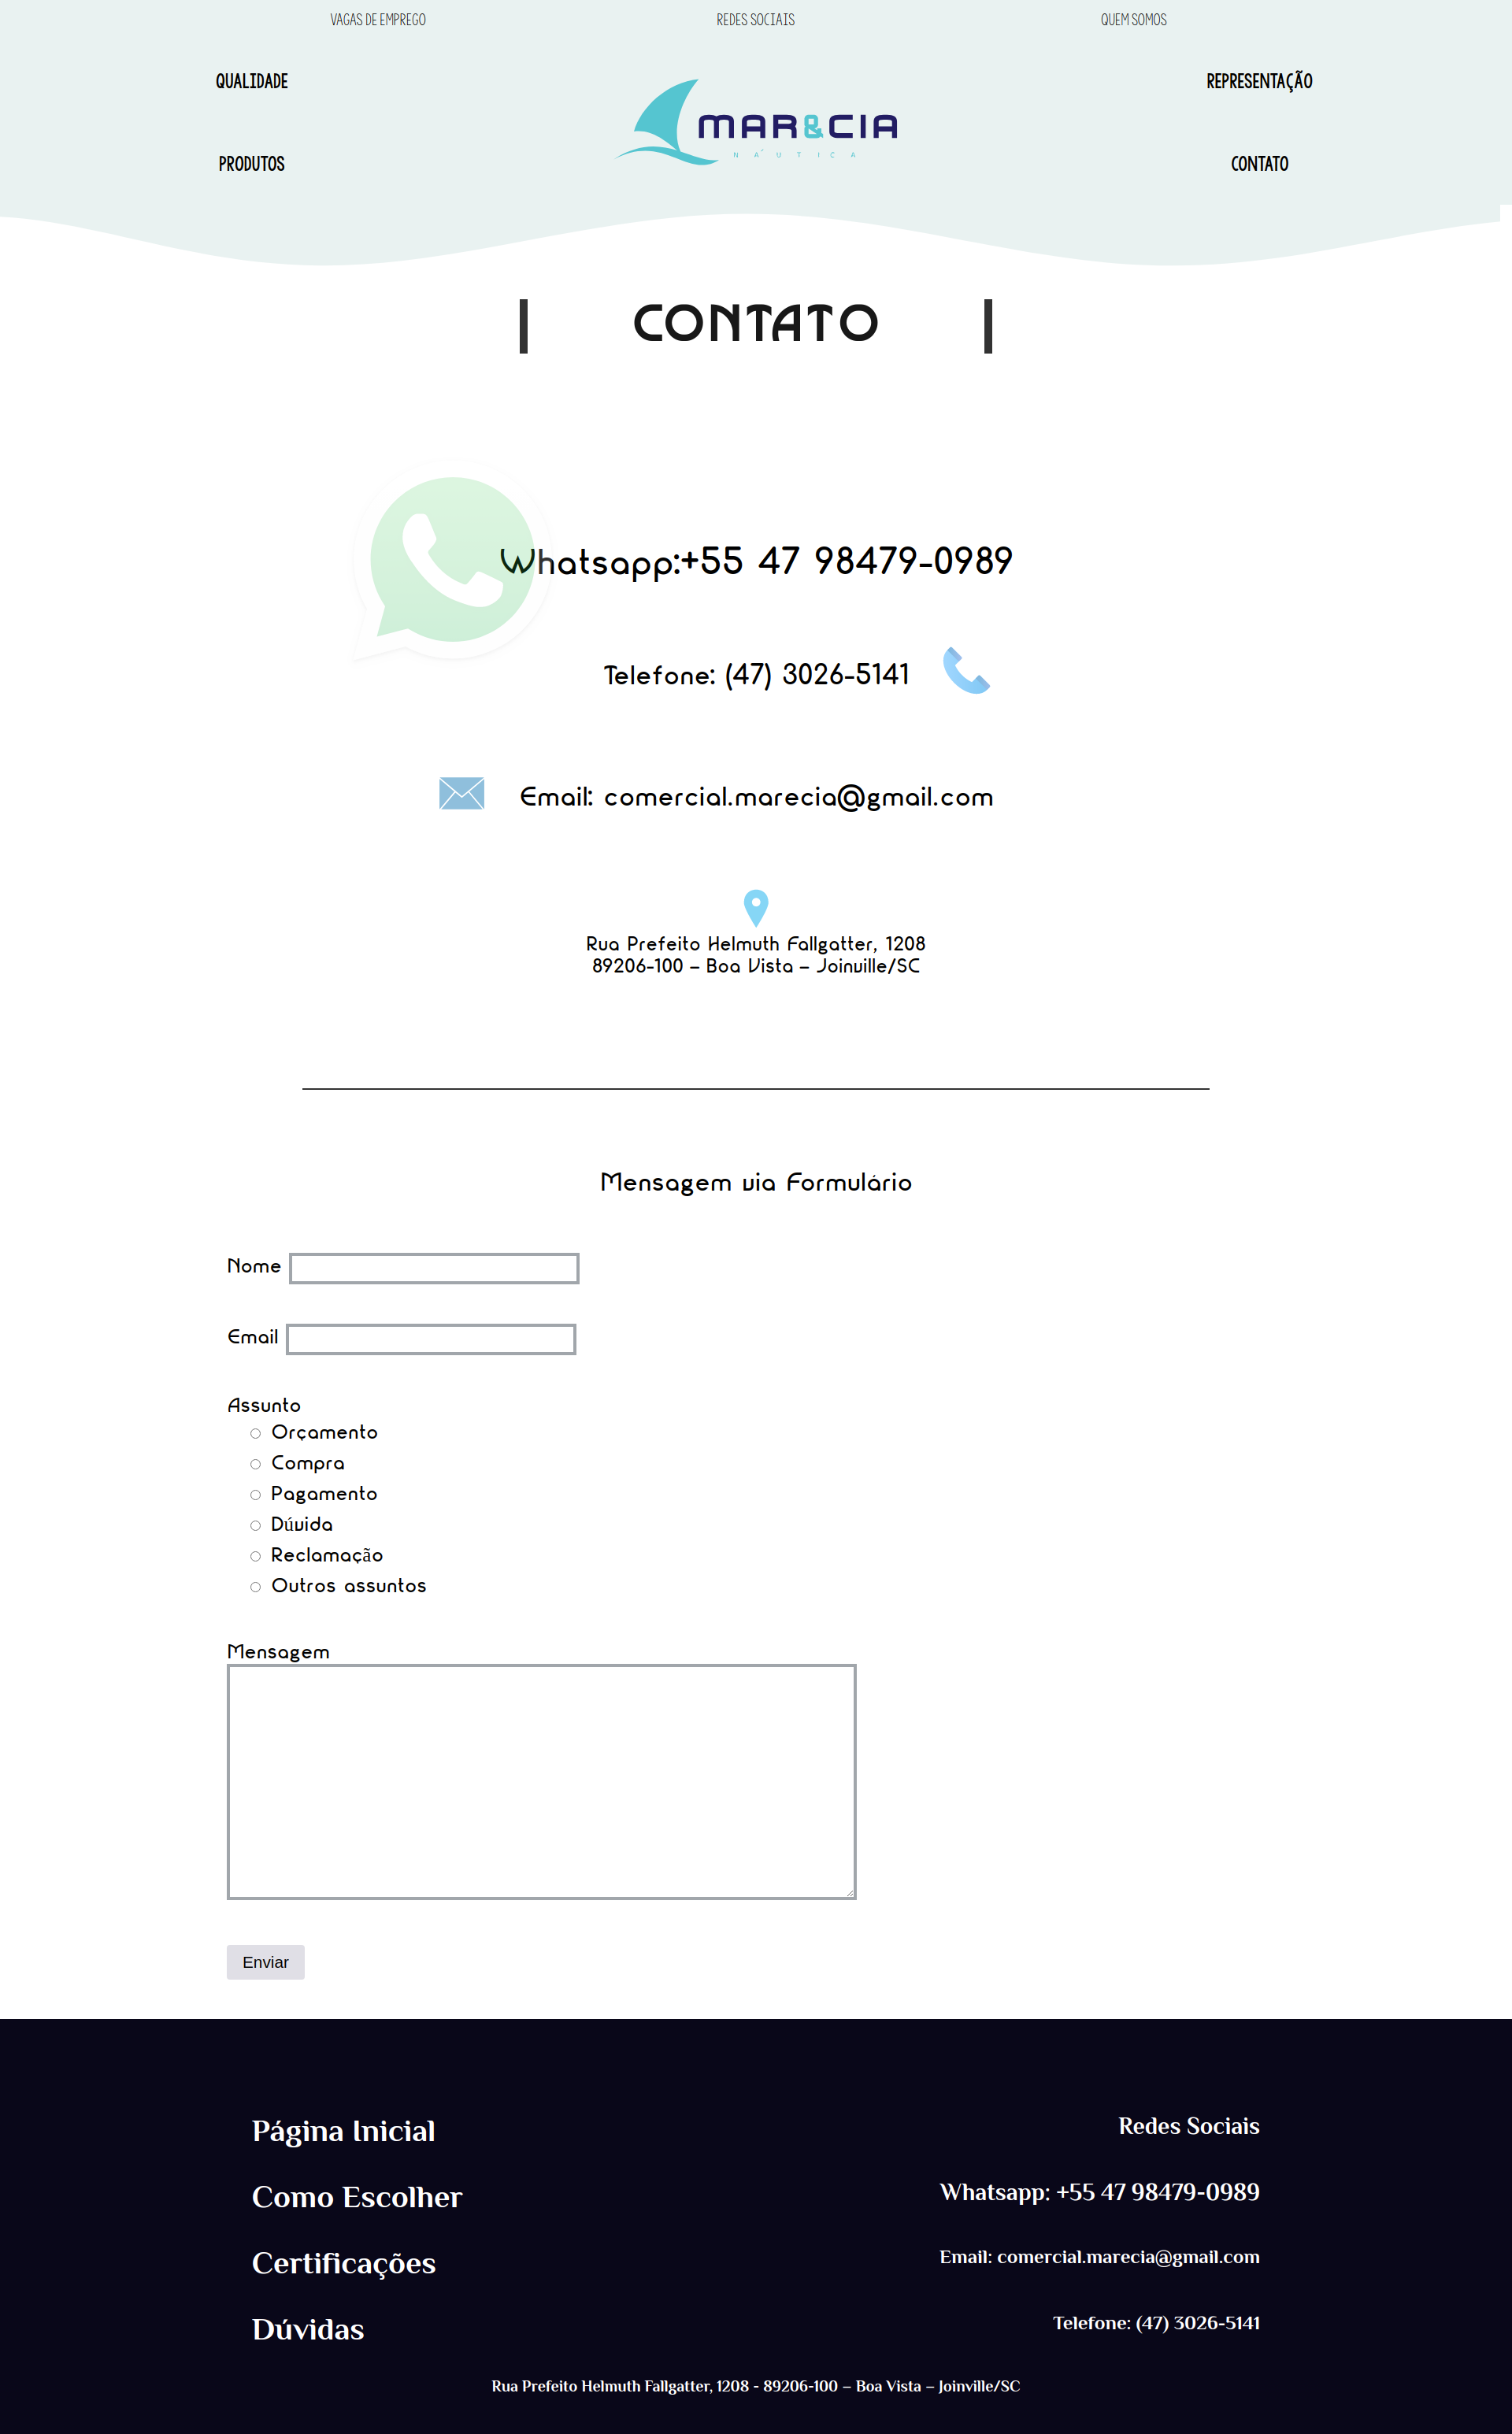 VAGAS DE EMPREGO
REDES SOCIAIS
QUEM SOMOS
QUALIDADE
REPRESENTAÇÃO
MAR&CIA
NÁUTICA
PRODUTOS
CONTATO
CONTATO
Whatsapp:+55 47 98479-0989
Telefone: (47) 3026-5141
Email: comercial.marecia@gmail.com
Rua Prefeito Helmuth Fallgatter, 1208
89206-100 – Boa Vista – Joinville/SC
Mensagem via Formulário
Nome
Email
Assunto
Orçamento
Compra
Pagamento
Dúvida
Reclamação
Outros assuntos
Mensagem
Enviar
Página Inicial
Redes Sociais
Como Escolher
Whatsapp: +55 47 98479-0989
Certificações
Email: comercial.marecia@gmail.com
Dúvidas
Telefone: (47) 3026-5141
Rua Prefeito Helmuth Fallgatter, 1208 - 89206-100 – Boa Vista – Joinville/SC